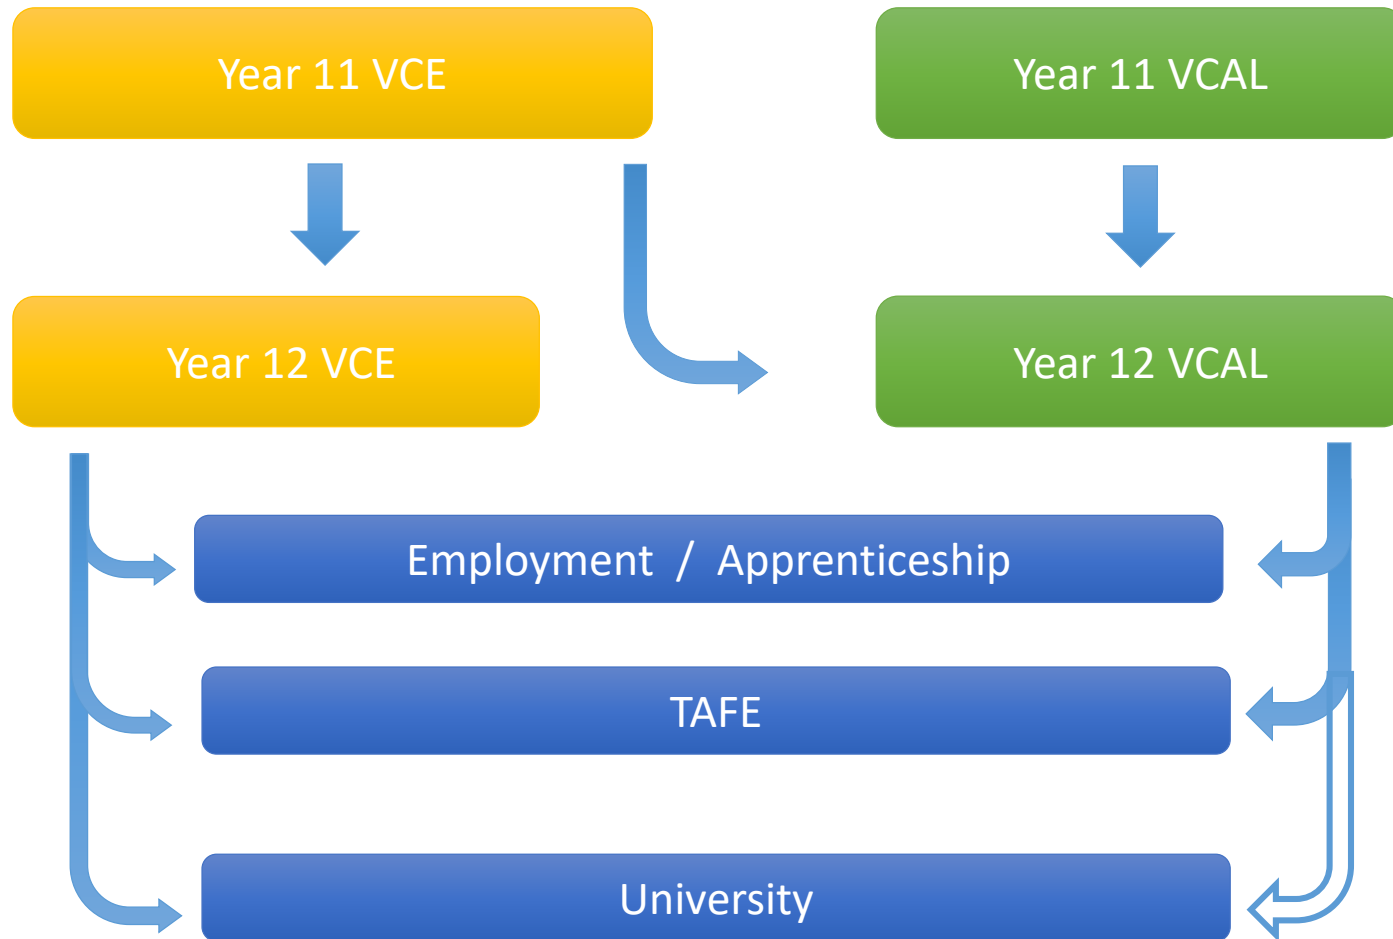 Year 11 VCE
Year 11 VCAL
Year 12 VCE
Year 12 VCAL
Employment / Apprenticeship
TAFE
University